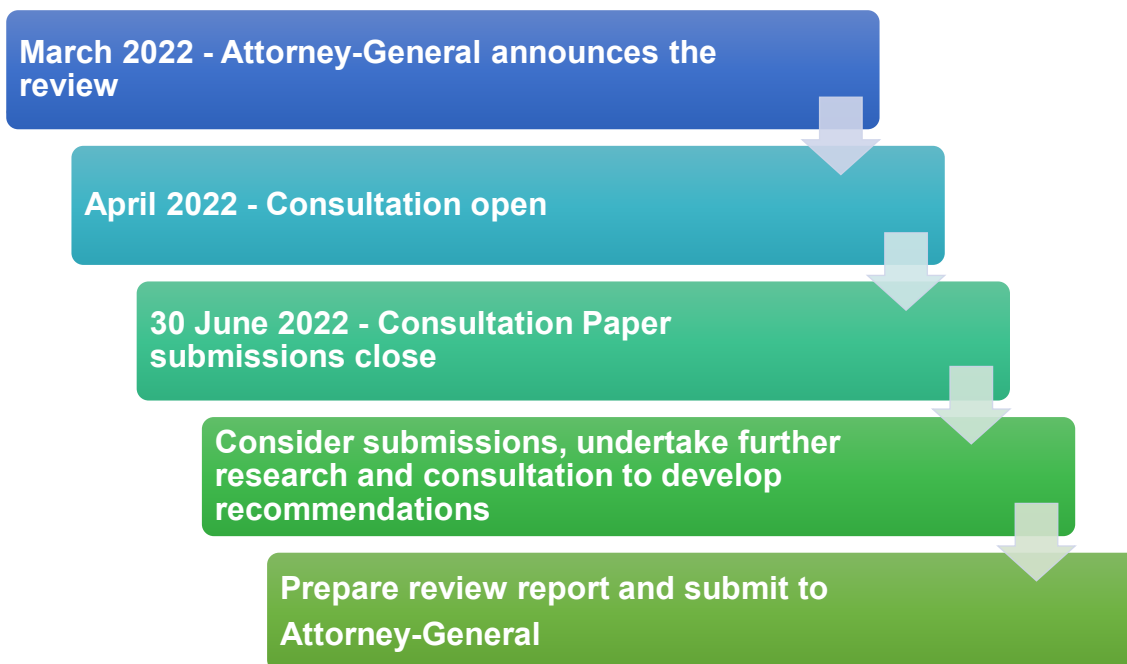 March 2022 - Attorney-General announces the
review
April 2022 - Consultation open
30 June 2022 - Consultation Paper
submissions close
Consider submissions, undertake further
research and consultation to develop
recommendations
Prepare review report and submit to
Attorney-General